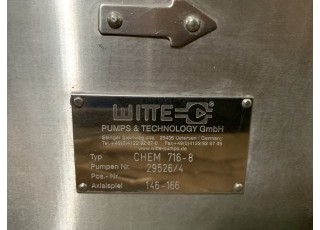 WITTE
PUMPS & TECHNOLOGY GmbH
25436 Uetersen / Germany
www.witte-pumps.de
Typ CHEM 716-8
Pumpen Nr. 29526/4
Pos.-Nr.
Axialspiel 146-166